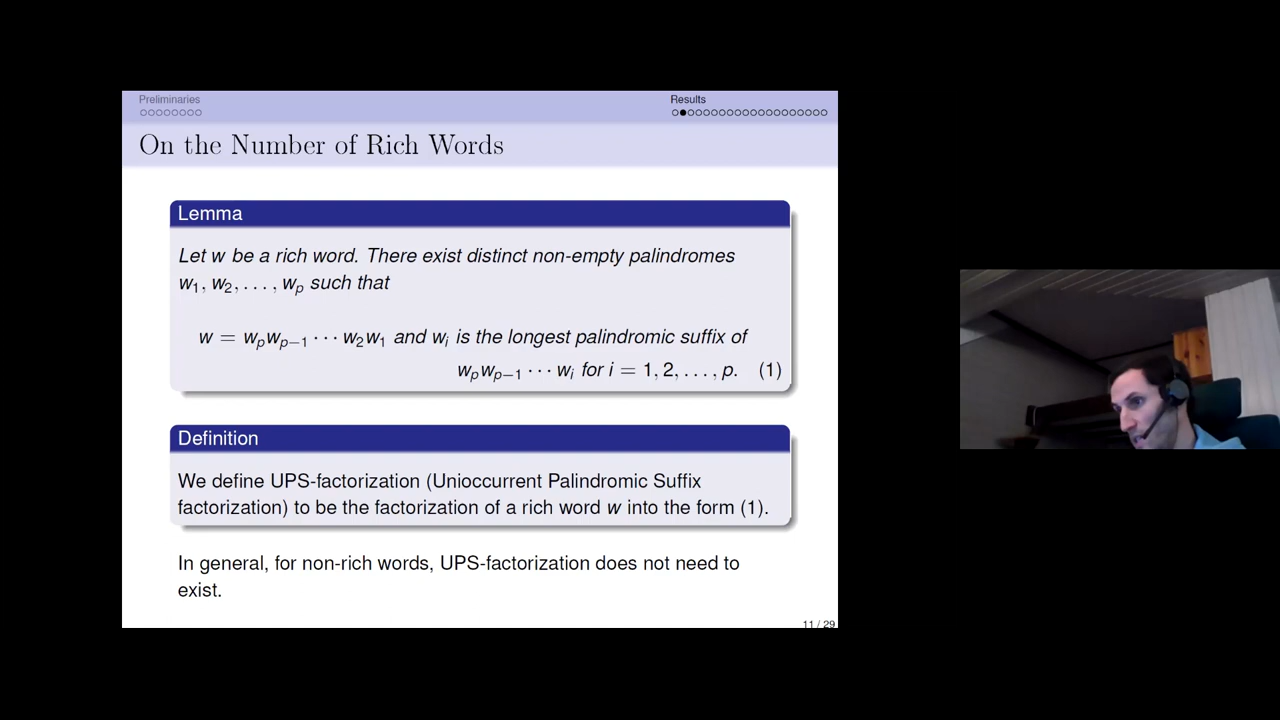 Preliminaries
Results
On the Number of Rich Words
Lemma
Let w be a rich word. There exist distinct non-empty palindromes
w₁, w₂, . . . , wₚ such that
w = wₚwₚ₋₁ · · · w₂w₁ and wᵢ is the longest palindromic suffix of
wₚwₚ₋₁ · · · wᵢ for i = 1, 2, . . . , p. (1)
Definition
We define UPS-factorization (Unioccurrent Palindromic Suffix
factorization) to be the factorization of a rich word w into the form (1).
In general, for non-rich words, UPS-factorization does not need to
exist.
11 / 29